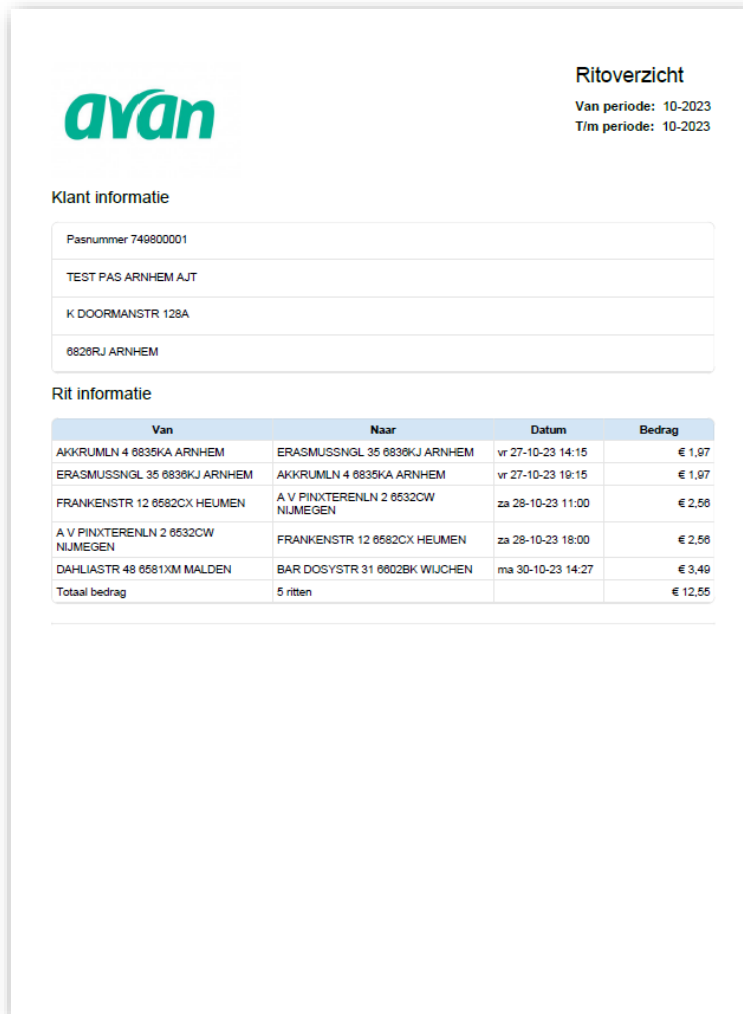 avan
Ritoverzicht
Van periode: 10-2023
T/m periode: 10-2023
Klant informatie
Pasnummer 749800001
TEST PAS ARNHEM AJT
K DOORMANSTR 128A
6826RJ ARNHEM
Rit informatie
Van Naar Datum Bedrag
AKKRUMLN 4 6835KA ARNHEM ERASMUSSNGL 35 6836KJ ARNHEM vr 27-10-23 14:15 € 1,97
ERASMUSSNGL 35 6836KJ ARNHEM AKKRUMLN 4 6835KA ARNHEM vr 27-10-23 19:15 € 1,97
FRANKENSTR 12 6582CX HEUMEN A V PINXTERENLN 2 6532CW NIJMEGEN za 28-10-23 11:00 € 2,56
A V PINXTERENLN 2 6532CW NIJMEGEN FRANKENSTR 12 6582CX HEUMEN za 28-10-23 18:00 € 2,56
DAHLIASTR 48 6581XM MALDEN BAR DOSYSTR 31 6602BK WIJCHEN ma 30-10-23 14:27 € 3,49
Totaal bedrag 5 ritten € 12,55